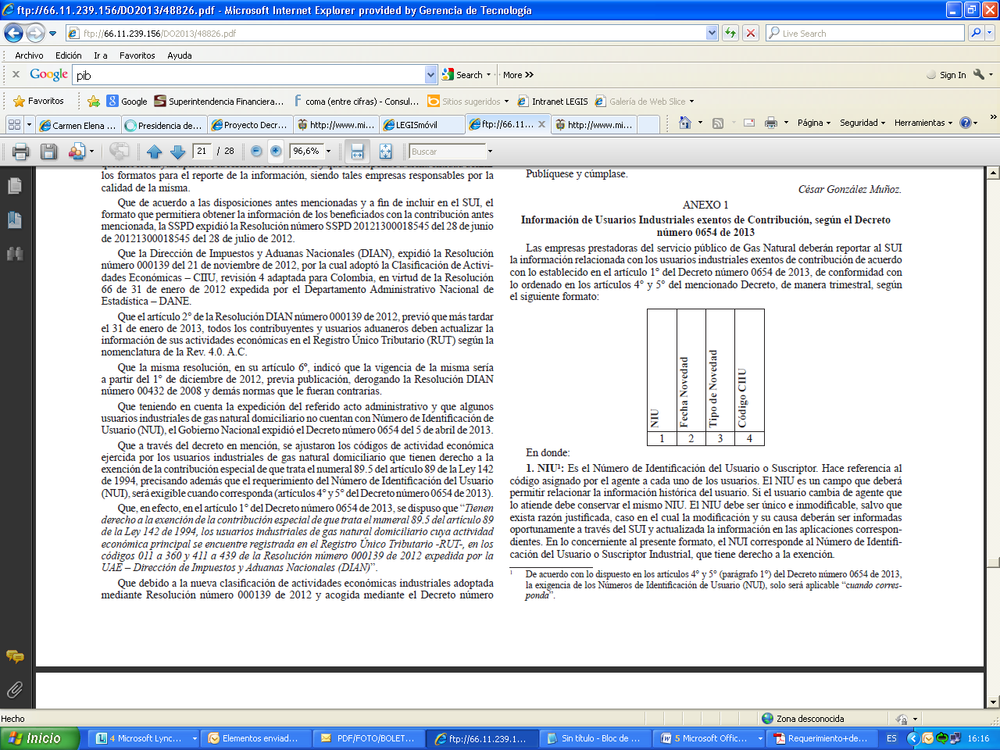 ftp://66.11.239.156/DO2013/48826.pdf - Microsoft Internet Explorer provided by Gerencia de Tecnología
ftp://66.11.239.156/DO2013/48826.pdf
Live Search
Archivo Edición Ir a Favoritos Ayuda
Google pib Search More Sign In
Favoritos Google Superintendencia Financiera... coma (entre cifras) - Consul... Sitios sugeridos Intranet LEGIS Galería de Web Slice
Carmen Elena ... Presidencia de... Proyecto Decr... http://www.mi... LEGISmóvil ftp://66.11.... http://www.mi... Página Seguridad Herramientas
21 / 28 96,6% Buscar
los formatos para el reporte de la información, siendo tales empresas responsables por la
calidad de la misma.
Que de acuerdo a las disposiciones antes mencionadas y a fin de incluir en el SUI, el
formato que permitiera obtener la información de los beneficiados con la contribución antes
mencionada, la SSPD expidió la Resolución número SSPD 20121300018545 del 28 de junio
de 20121300018545 del 28 de julio de 2012.
Que la Dirección de Impuestos y Aduanas Nacionales (DIAN), expidió la Resolución
número 000139 del 21 de noviembre de 2012, por la cual adoptó la Clasificación de Activi-
dades Económicas – CIIU, revisión 4 adaptada para Colombia, en virtud de la Resolución
66 de 31 de enero de 2012 expedida por el Departamento Administrativo Nacional de
Estadística – DANE.
Que el artículo 2° de la Resolución DIAN número 000139 de 2012, previó que más tardar
el 31 de enero de 2013, todos los contribuyentes y usuarios aduaneros deben actualizar la
información de sus actividades económicas en el Registro Único Tributario (RUT) según la
nomenclatura de la Rev. 4.0. A.C.
Que la misma resolución, en su artículo 6°, indicó que la vigencia de la misma sería
a partir del 1° de diciembre de 2012, previa publicación, derogando la Resolución DIAN
número 00432 de 2008 y demás normas que le fueran contrarias.
Que teniendo en cuenta la expedición del referido acto administrativo y que algunos
usuarios industriales de gas natural domiciliario no cuentan con Número de Identificación de
Usuario (NUI), el Gobierno Nacional expidió el Decreto número 0654 del 5 de abril de 2013.
Que a través del decreto en mención, se ajustaron los códigos de actividad económica
ejercida por los usuarios industriales de gas natural domiciliario que tienen derecho a la
exención de la contribución especial de que trata el numeral 89.5 del artículo 89 de la Ley 142
de 1994, precisando además que el requerimiento del Número de Identificación del Usuario
(NUI), será exigible cuando corresponda (artículos 4° y 5° del Decreto número 0654 de 2013).
Que, en efecto, en el artículo 1° del Decreto número 0654 de 2013, se dispuso que “Tienen
derecho a la exención de la contribución especial de que trata el numeral 89.5 del artículo 89
de la Ley 142 de 1994, los usuarios industriales de gas natural domiciliario cuya actividad
económica principal se encuentre registrada en el Registro Único Tributario -RUT-, en los
códigos 011 a 360 y 411 a 439 de la Resolución número 000139 de 2012 expedida por la
UAE – Dirección de Impuestos y Aduanas Nacionales (DIAN)”.
Que debido a la nueva clasificación de actividades económicas industriales adoptada
mediante Resolución número 000139 de 2012 y acogida mediante el Decreto número
Publíquese y cúmplase.
César González Muñoz.
ANEXO 1
Información de Usuarios Industriales exentos de Contribución, según el Decreto
número 0654 de 2013
Las empresas prestadoras del servicio público de Gas Natural deberán reportar al SUI
la información relacionada con los usuarios industriales exentos de contribución de acuerdo
con lo establecido en el artículo 1° del Decreto número 0654 de 2013, de conformidad con
lo ordenado en los artículos 4° y 5° del mencionado Decreto, de manera trimestral, según
el siguiente formato:
NIU
Fecha Novedad
Tipo de Novedad
Código CIIU
1 2 3 4
En donde:
1. NIU¹: Es el Número de Identificación del Usuario o Suscriptor. Hace referencia al
código asignado por el agente a cada uno de los usuarios. El NIU es un campo que deberá
permitir relacionar la información histórica del usuario. Si el usuario cambia de agente que
lo atiende debe conservar el mismo NIU. El NIU debe ser único e inmodificable, salvo que
exista razón justificada, caso en el cual la modificación y su causa deberán ser informadas
oportunamente a través del SUI y actualizada la información en las aplicaciones correspon-
dientes. En lo concerniente al presente formato, el NUI corresponde al Número de Identifi-
cación del Usuario o Suscriptor Industrial, que tiene derecho a la exención.
1 De acuerdo con lo dispuesto en los artículos 4° y 5° (parágrafo 1°) del Decreto número 0654 de 2013,
la exigencia de los Números de Identificación de Usuario (NUI), solo será aplicable “cuando corres-
ponda”.
Hecho Zona desconocida
Inicio 4 Microsoft Lync... Elementos enviad... PDF/FOTO/BOLET... ftp://66.11.239.1... Sin título - Bloc de ... 5 Microsoft Offic... Requerimiento+de... ES 16:16